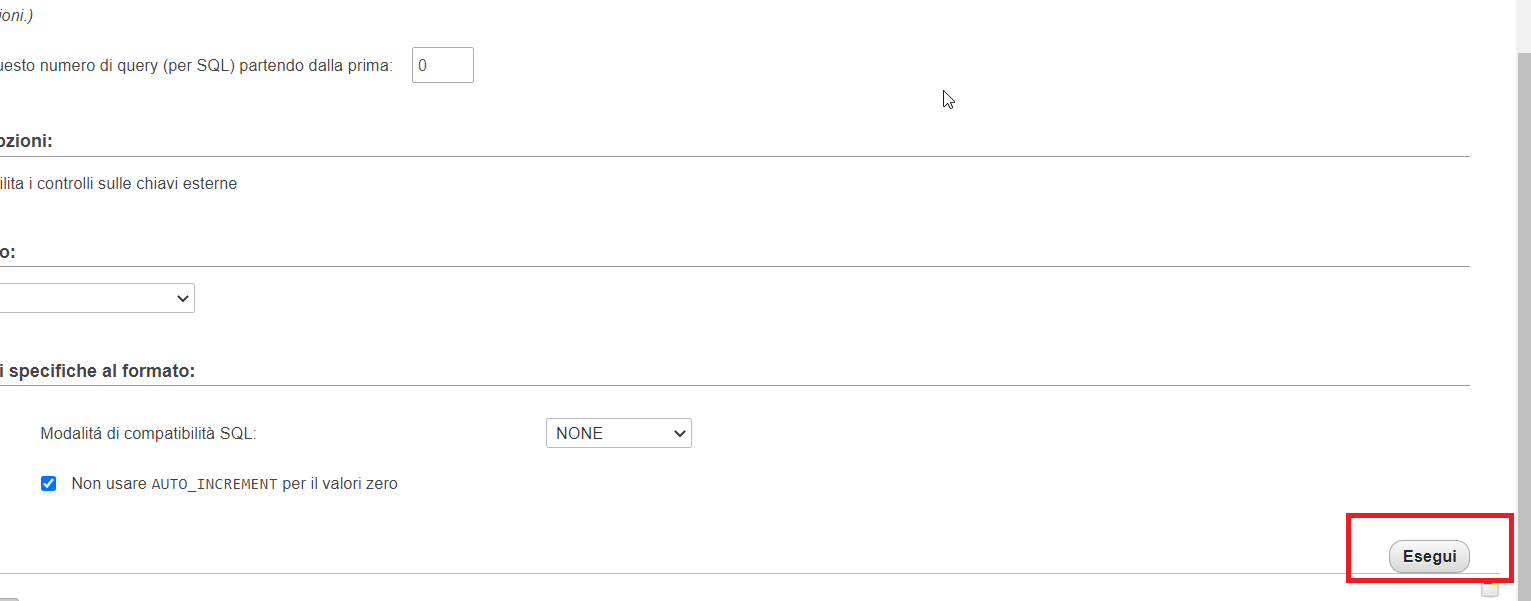 ioni.)
uesto numero di query (per SQL) partendo dalla prima: 0
ozioni:
ilita i controlli sulle chiavi esterne
o:
i specifiche al formato:
Modalitá di compatibilità SQL: NONE
Non usare AUTO_INCREMENT per il valori zero
Esegui